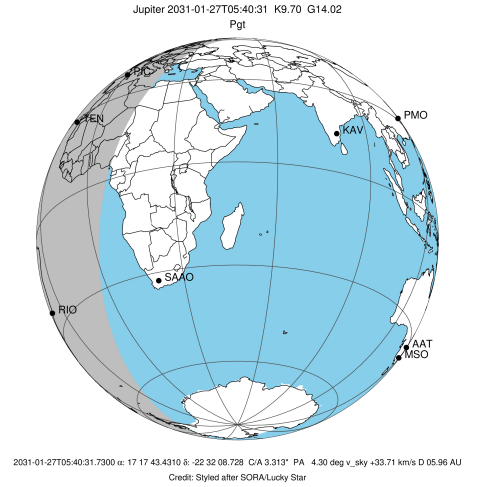 Jupiter 2031-01-27T05:40:31 K9.70 G14.02
Pgt
PIC
TEN
PMO
KAV
SAAO
RIO
AAT
MSO
2031-01-27T05:40:31.7300 α: 17 17 43.4310 δ: -22 32 08.728 C/A 3.313" PA 4.30 deg v_sky +33.71 km/s D 05.96 AU
Credit: Styled after SORA/Lucky Star